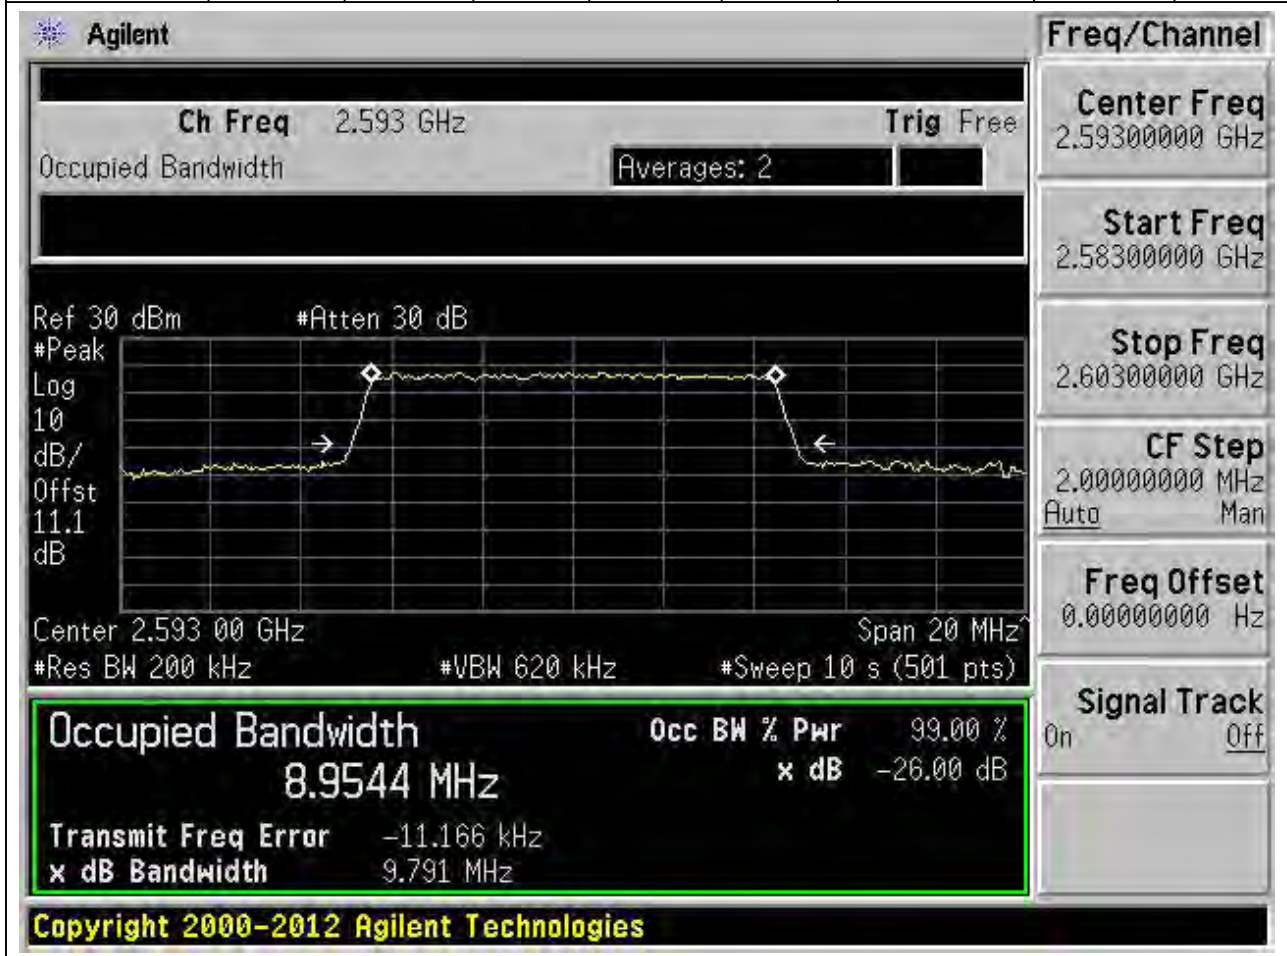 Agilent
Freq/Channel
Ch Freq 2.593 GHz Trig Free
Occupied Bandwidth Averages: 2
Center Freq
2.59300000 GHz
Start Freq
2.58300000 GHz
Stop Freq
2.60300000 GHz
CF Step
2.00000000 MHz
Auto Man
Freq Offset
0.00000000 Hz
Signal Track
On Off
Ref 30 dBm #Atten 30 dB
#Peak
Log
10
dB/
Offst
11.1
dB
Center 2.593 00 GHz Span 20 MHz^
#Res BW 200 kHz #VBW 620 kHz #Sweep 10 s (501 pts)
Occupied Bandwidth Occ BW % Pwr 99.00 %
8.9544 MHz x dB -26.00 dB
Transmit Freq Error -11.166 kHz
x dB Bandwidth 9.791 MHz
Copyright 2000-2012 Agilent Technologies